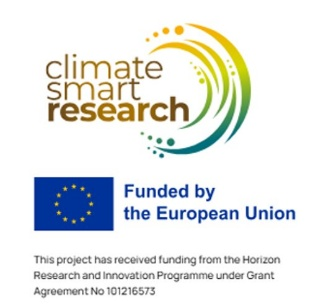 climate
smart
research
Funded by
the European Union
This project has received funding from the Horizon
Research and Innovation Programme under Grant
Agreement No 101216573